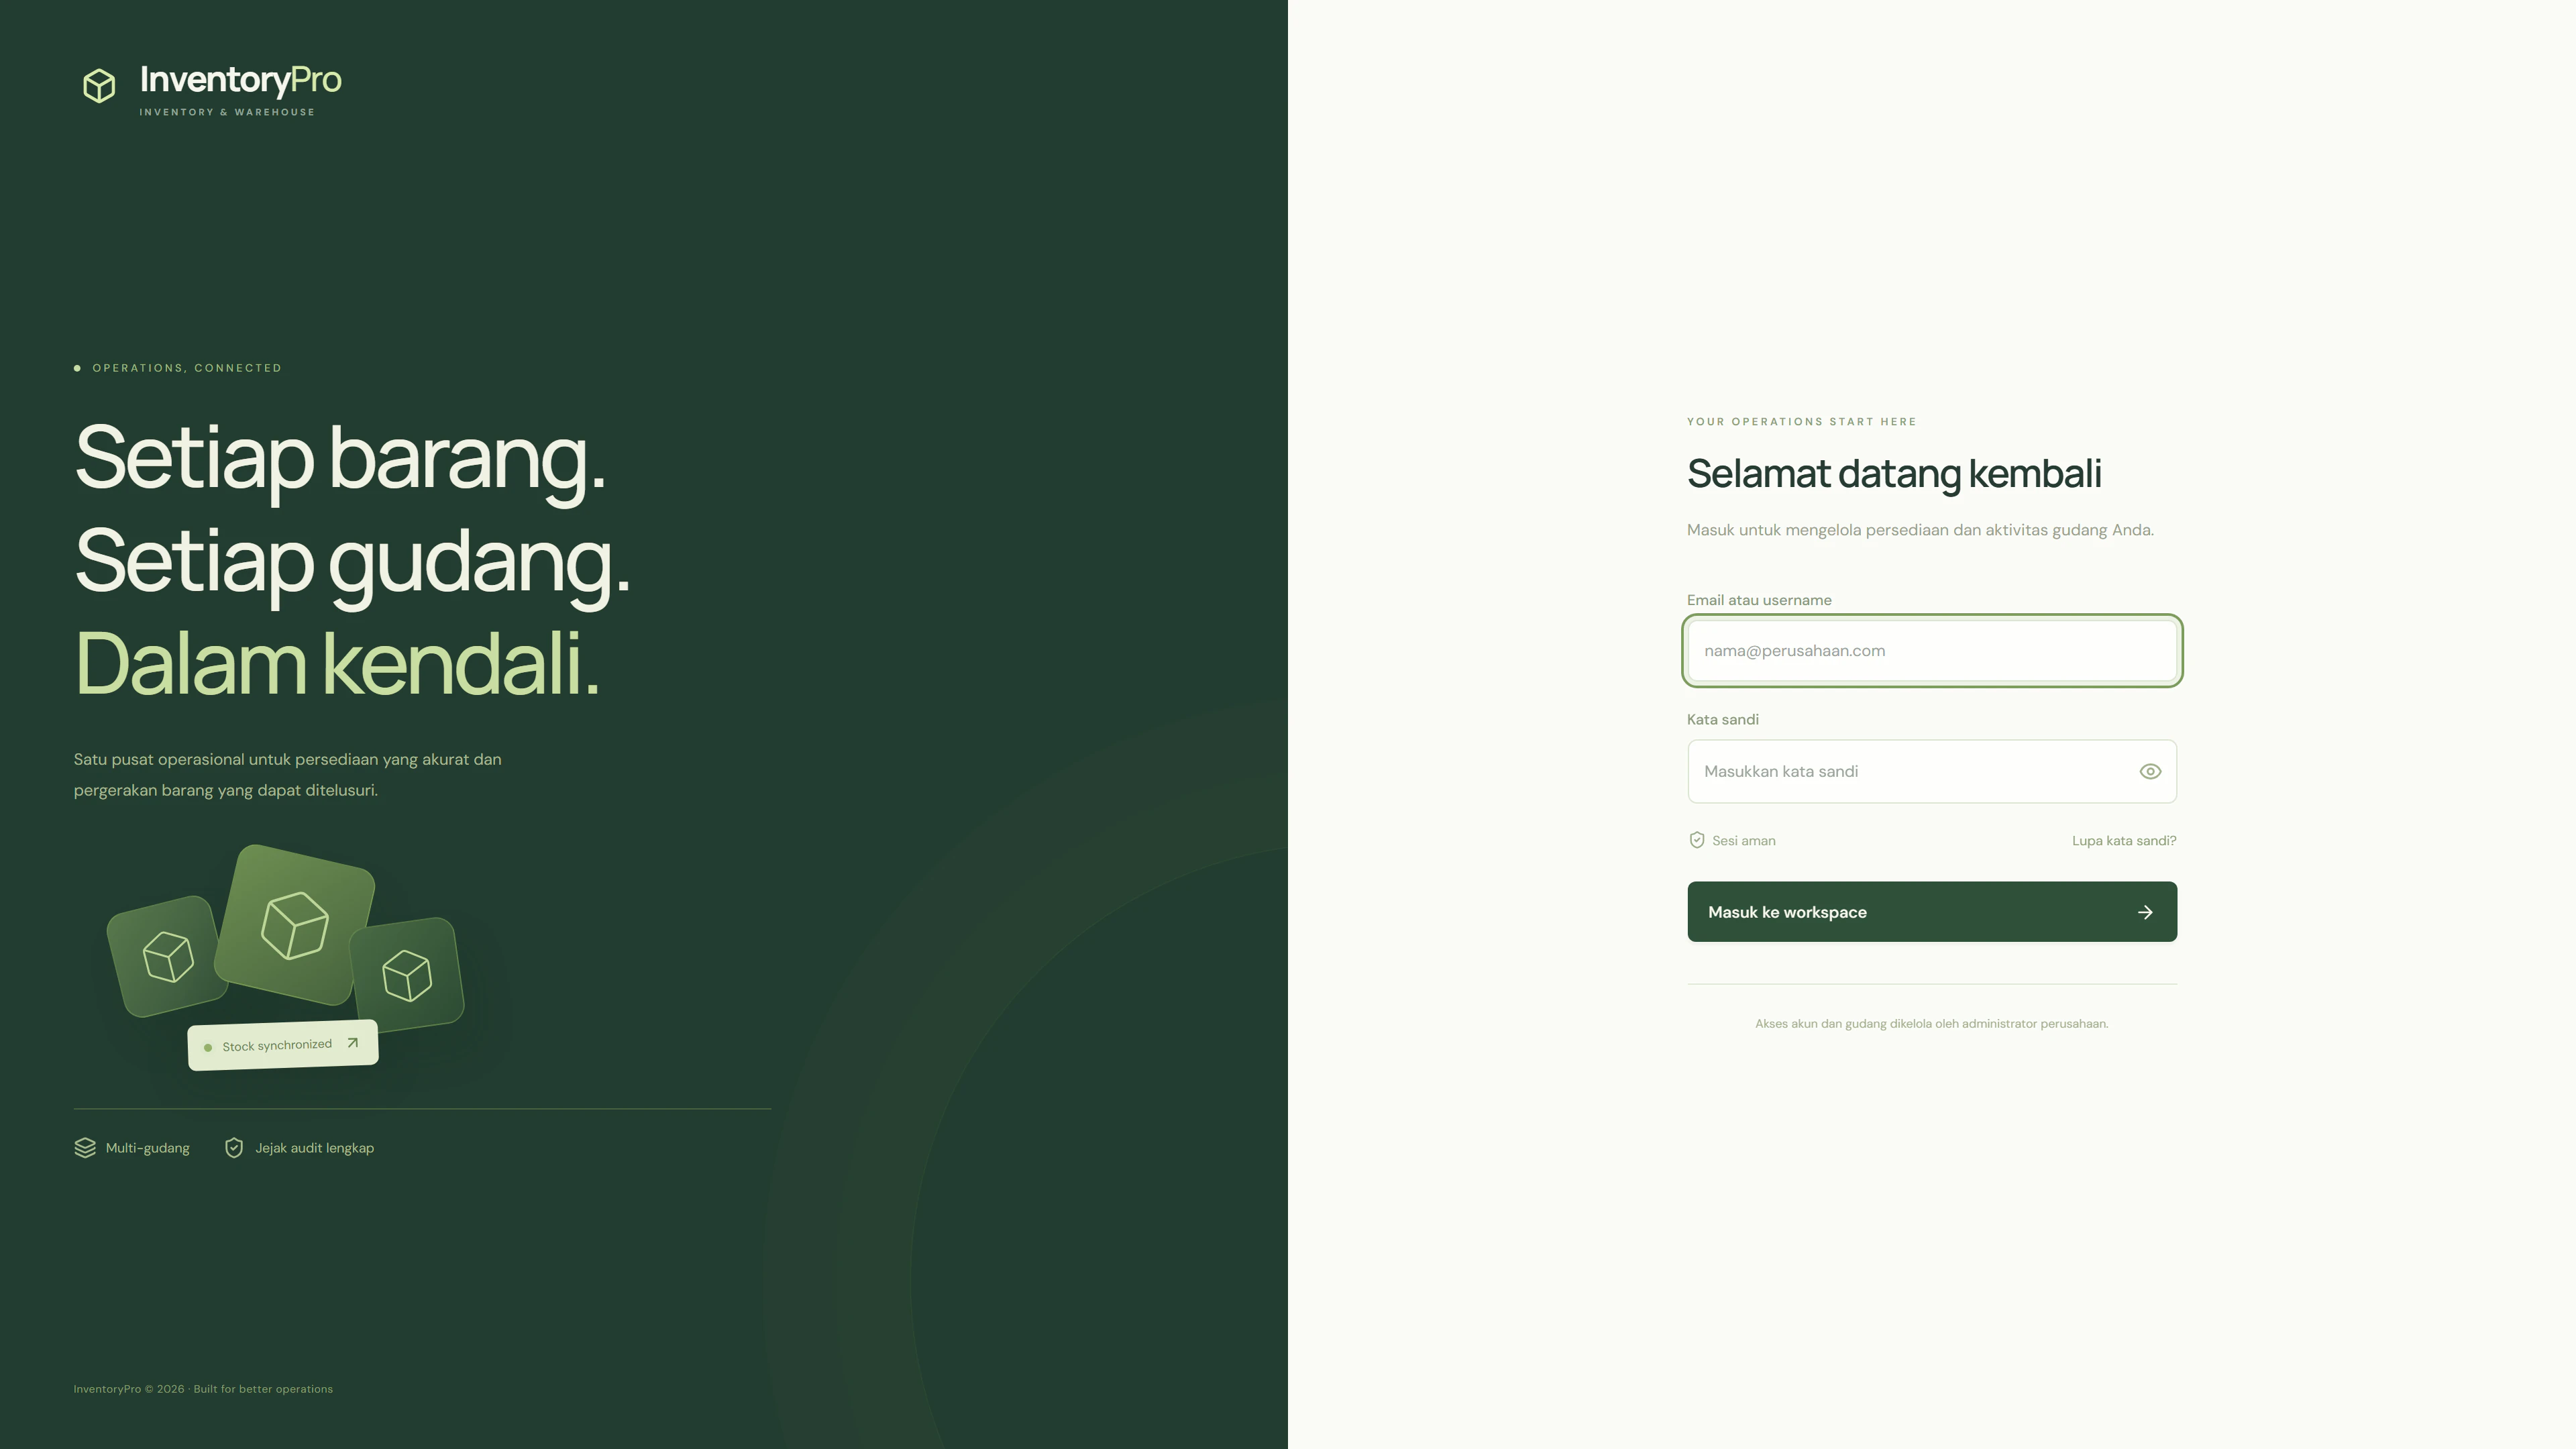 InventoryPro
INVENTORY & WAREHOUSE
OPERATIONS, CONNECTED
Setiap barang.
Setiap gudang.
Dalam kendali.
Satu pusat operasional untuk persediaan yang akurat dan
pergerakan barang yang dapat ditelusuri.
Stock synchronized
Multi-gudang
Jejak audit lengkap
InventoryPro © 2026 · Built for better operations
YOUR OPERATIONS START HERE
Selamat datang kembali
Masuk untuk mengelola persediaan dan aktivitas gudang Anda.
Email atau username
nama@perusahaan.com
Kata sandi
Masukkan kata sandi
Sesi aman
Lupa kata sandi?
Masuk ke workspace
Akses akun dan gudang dikelola oleh administrator perusahaan.